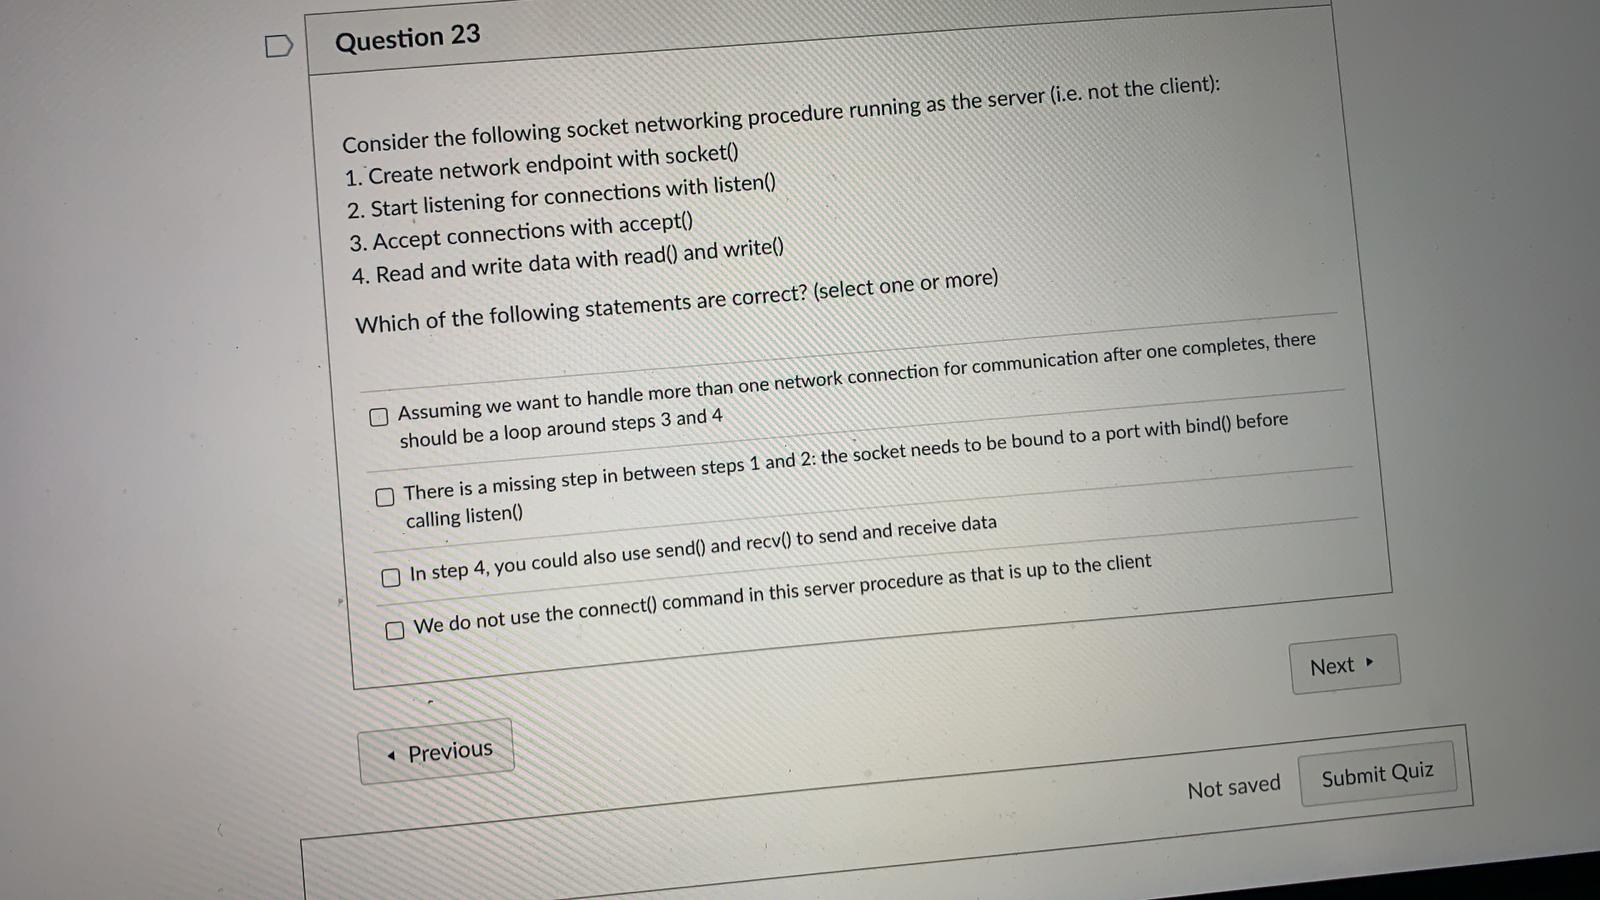 Question 23
Consider the following socket networking procedure running as the server (i.e. not the client):
1. Create network endpoint with socket()
2. Start listening for connections with listen()
3. Accept connections with accept()
4. Read and write data with read() and write()
Which of the following statements are correct? (select one or more)
Assuming we want to handle more than one network connection for communication after one completes, there
should be a loop around steps 3 and 4
There is a missing step in between steps 1 and 2: the socket needs to be bound to a port with bind() before
calling listen()
In step 4, you could also use send() and recv() to send and receive data
We do not use the connect() command in this server procedure as that is up to the client
Next
Previous
Not saved
Submit Quiz